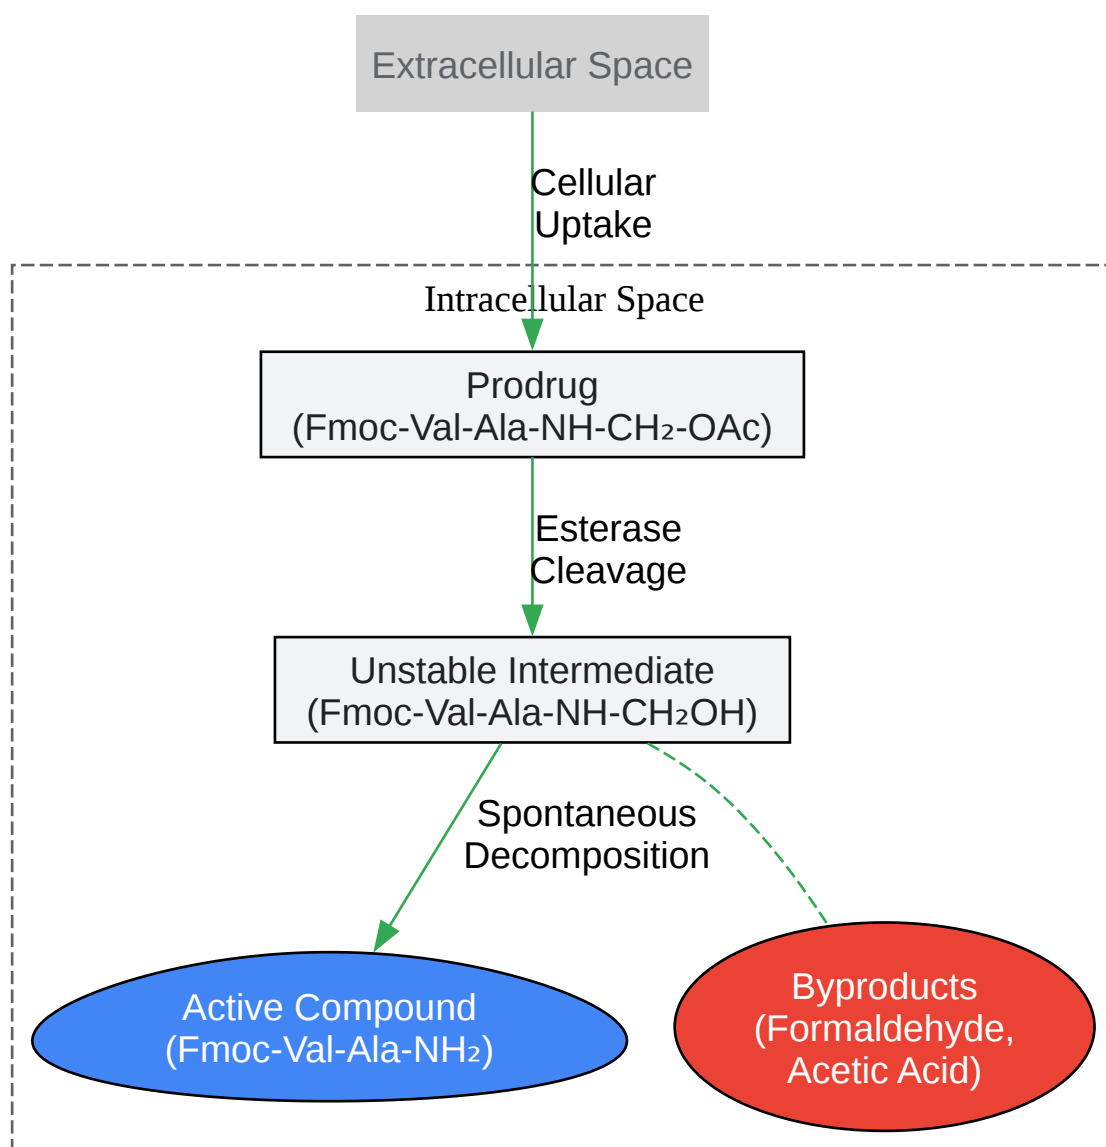 Extracellular Space
Cellular
Uptake
Intracellular Space
Prodrug
(Fmoc-Val-Ala-NH-CH₂-OAc)
Esterase
Cleavage
Unstable Intermediate
(Fmoc-Val-Ala-NH-CH₂OH)
Spontaneous
Decomposition
Active Compound
(Fmoc-Val-Ala-NH₂)
Byproducts
(Formaldehyde,
Acetic Acid)